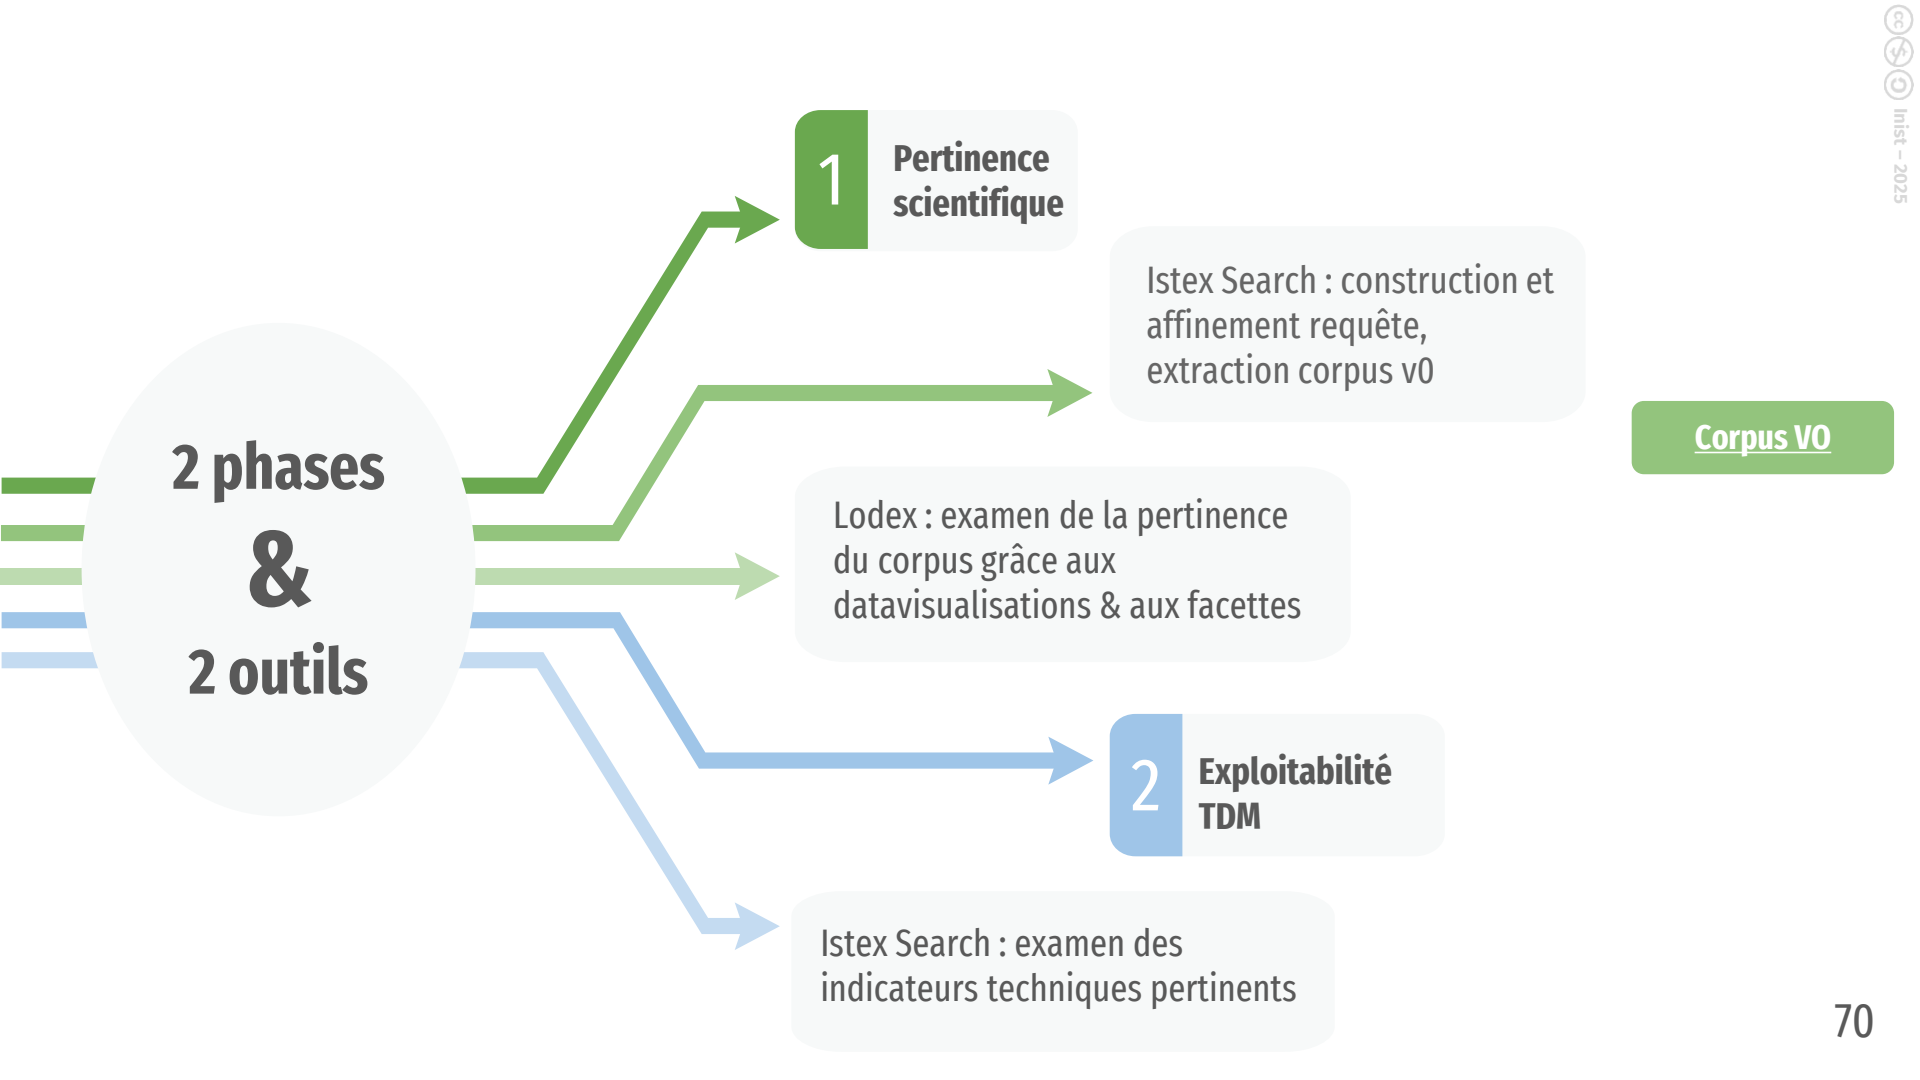 2 phases
&
2 outils
1
Pertinence
scientifique
Istex Search : construction et
affinement requête,
extraction corpus v0
Corpus VO
Lodex : examen de la pertinence
du corpus grâce aux
datavisualisations & aux facettes
2
Exploitabilité
TDM
Istex Search : examen des
indicateurs techniques pertinents
cc $ Inist – 2025
70